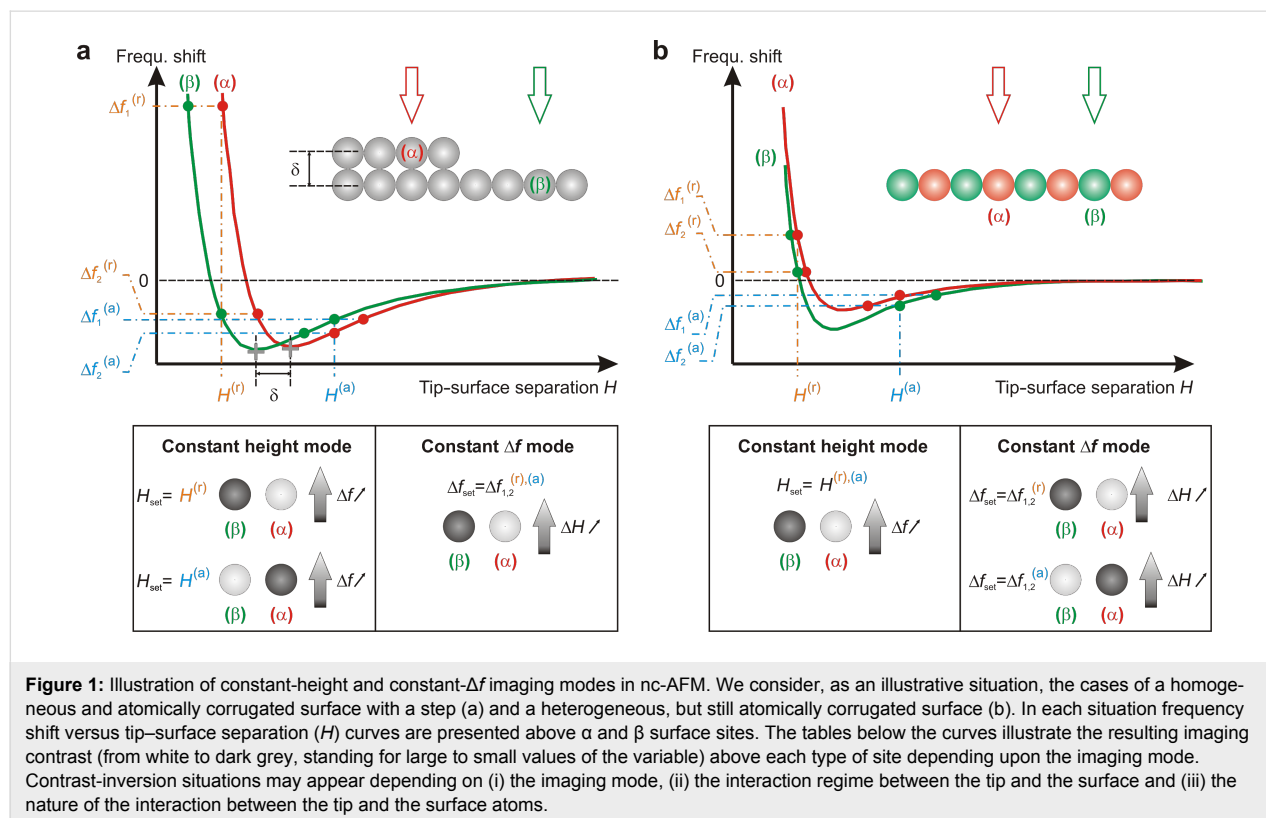 a
Frequ. shift
(β)
(α)
Δf₁⁽ʳ⁾
δ
(α)
(β)
Δf₂⁽ʳ⁾
0
Δf₁⁽ᵃ⁾
Δf₂⁽ᵃ⁾
H⁽ʳ⁾
δ
H⁽ᵃ⁾
Tip-surface separation H
Constant height mode
H_set= H⁽ʳ⁾
Δf↗
(β)
(α)
H_set= H⁽ᵃ⁾
Δf↗
(β)
(α)
Constant Δf mode
Δf_set=Δf₁,₂⁽ʳ⁾,⁽ᵃ⁾
ΔH ↗
(β)
(α)
b
Frequ. shift
(α)
(β)
Δf₁⁽ʳ⁾
Δf₂⁽ʳ⁾
(α)
(β)
0
Δf₁⁽ᵃ⁾
Δf₂⁽ᵃ⁾
H⁽ʳ⁾
H⁽ᵃ⁾
Tip-surface separation H
Constant height mode
H_set= H⁽ʳ⁾,⁽ᵃ⁾
Δf↗
(β)
(α)
Constant Δf mode
Δf_set=Δf₁,₂⁽ʳ⁾
ΔH ↗
(β)
(α)
Δf_set=Δf₁,₂⁽ᵃ⁾
ΔH ↗
(β)
(α)
Figure 1: Illustration of constant-height and constant-Δf imaging modes in nc-AFM. We consider, as an illustrative situation, the cases of a homoge-
neous and atomically corrugated surface with a step (a) and a heterogeneous, but still atomically corrugated surface (b). In each situation frequency
shift versus tip–surface separation (H) curves are presented above α and β surface sites. The tables below the curves illustrate the resulting imaging
contrast (from white to dark grey, standing for large to small values of the variable) above each type of site depending upon the imaging mode.
Contrast-inversion situations may appear depending on (i) the imaging mode, (ii) the interaction regime between the tip and the surface and (iii) the
nature of the interaction between the tip and the surface atoms.